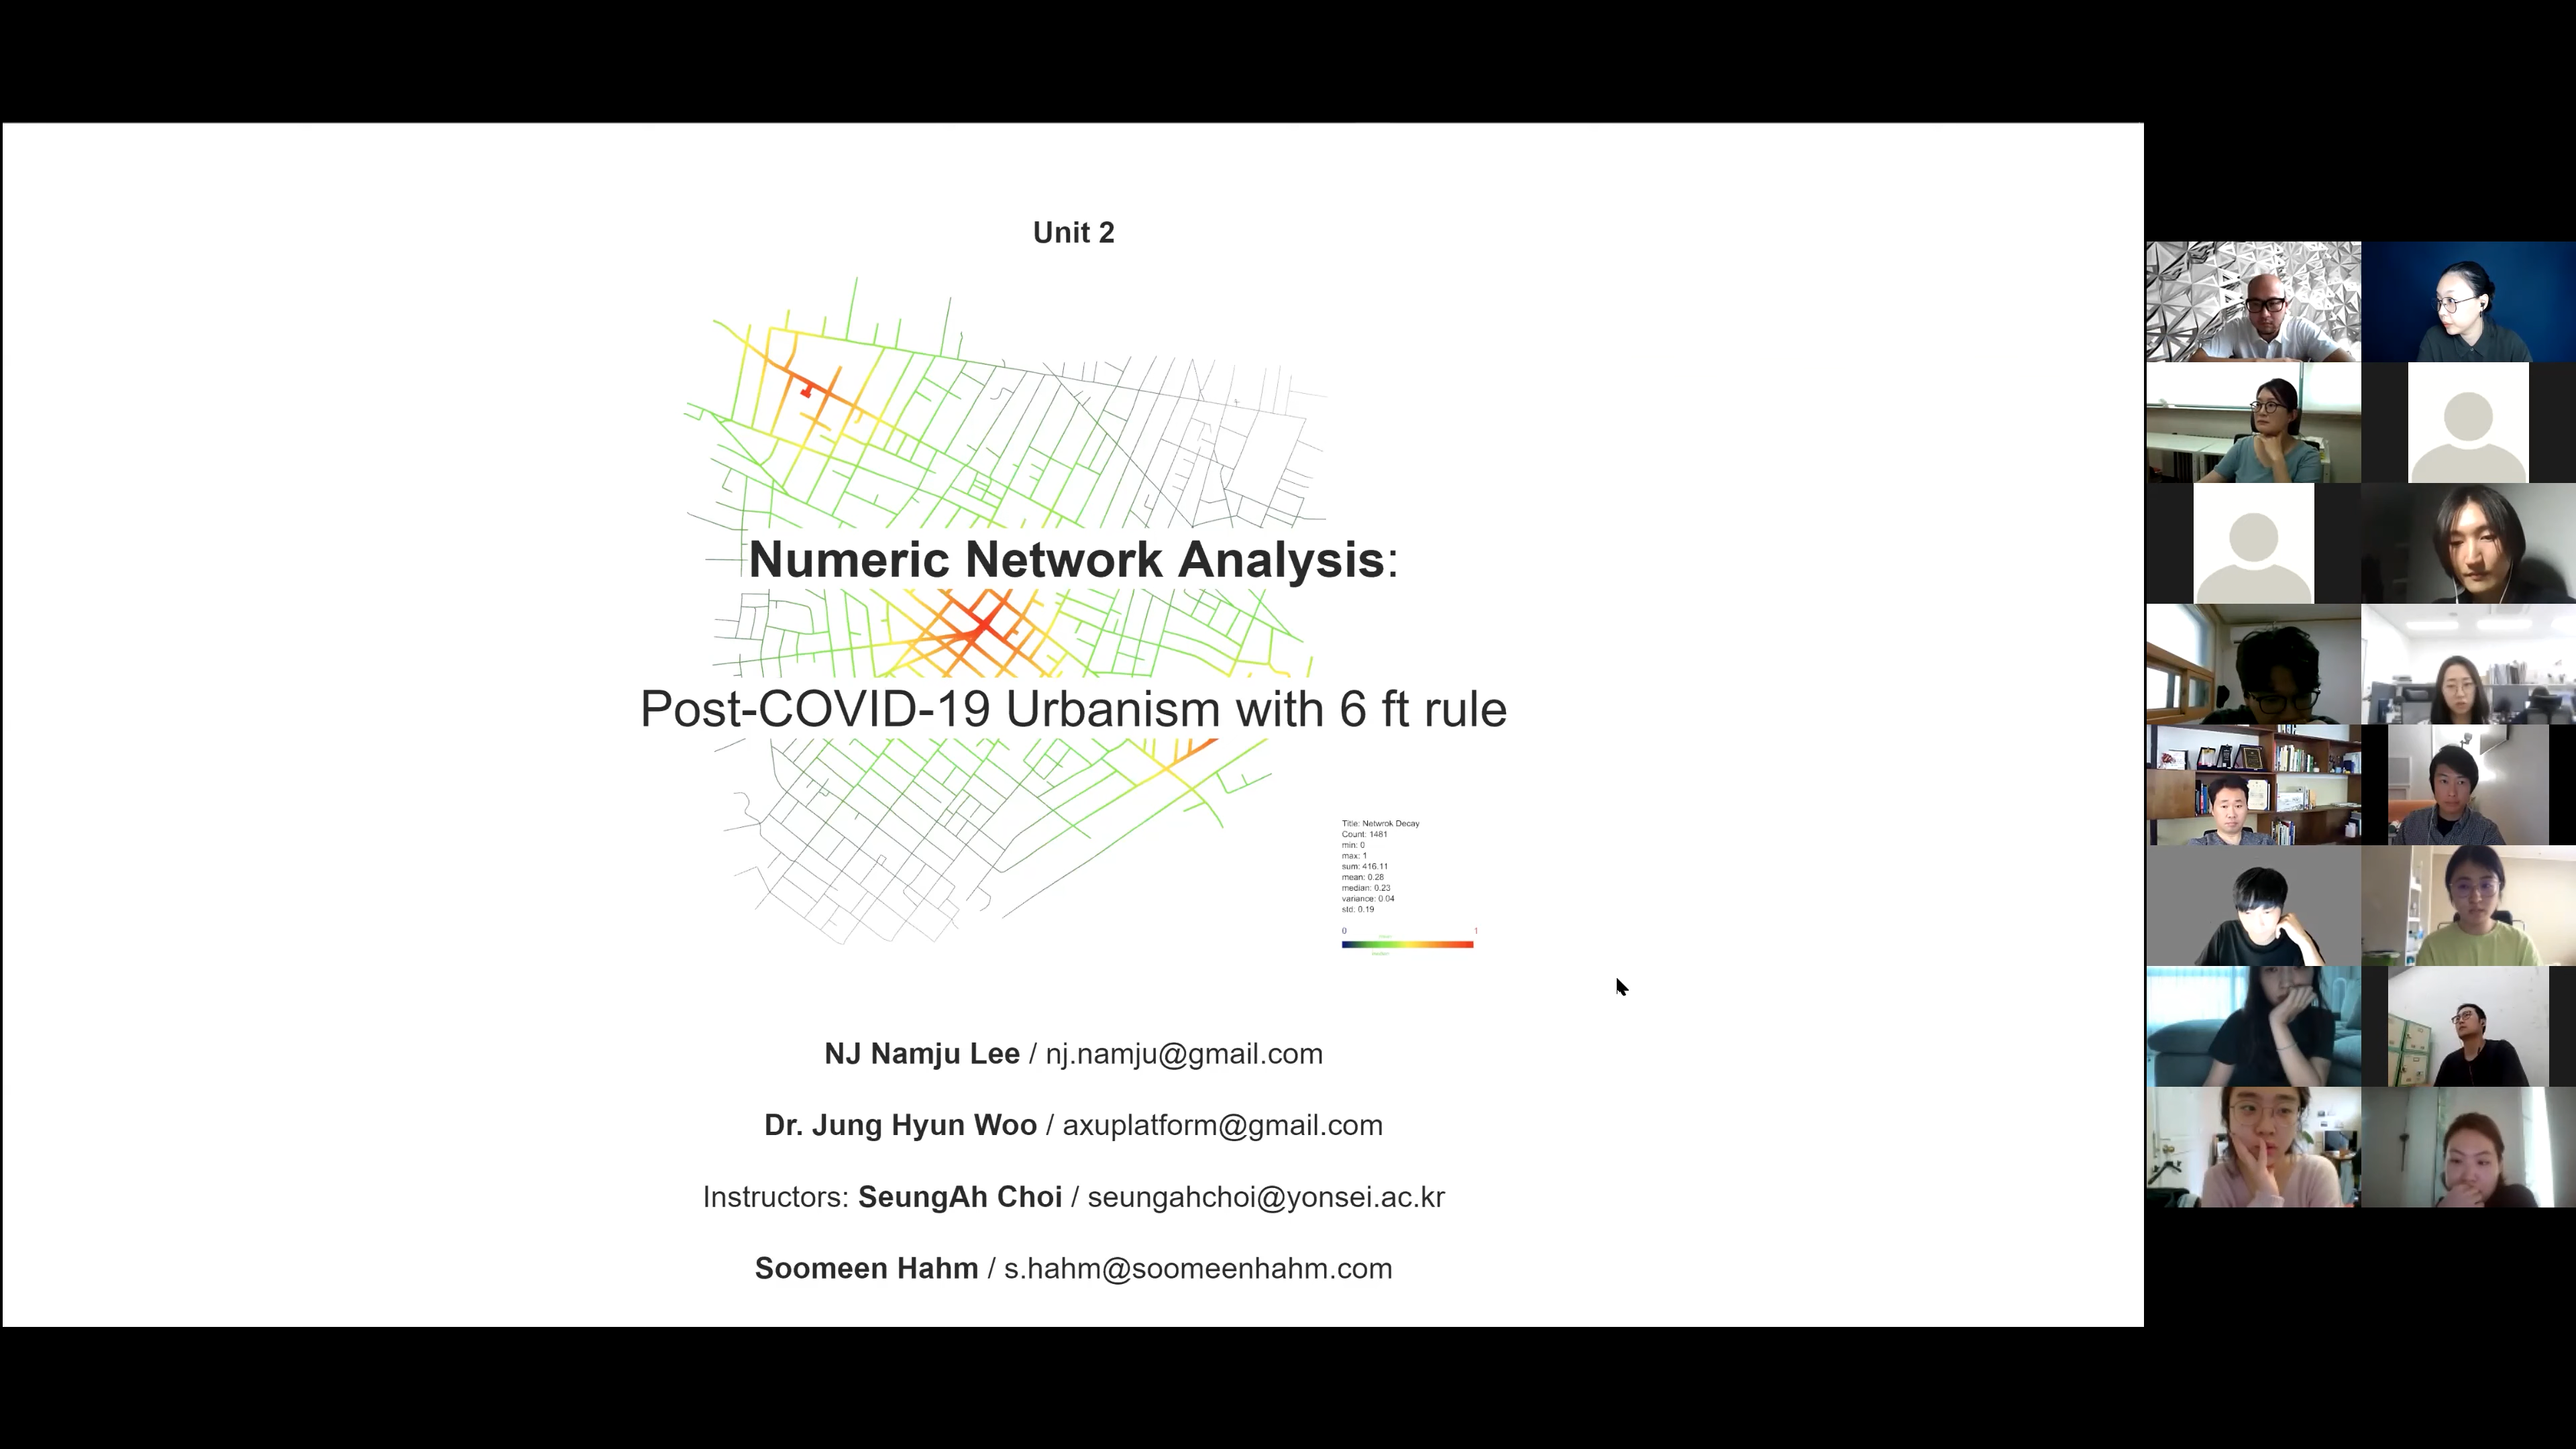 Unit 2
Numeric Network Analysis:
Post-COVID-19 Urbanism with 6 ft rule
Title: Netwrok Decay
Count: 1481
min: 0
max: 1
sum: 416.11
mean: 0.28
median: 0.23
variance: 0.04
std: 0.19
0 1
mean
median
NJ Namju Lee / nj.namju@gmail.com
Dr. Jung Hyun Woo / axuplatform@gmail.com
Instructors: SeungAh Choi / seungahchoi@yonsei.ac.kr
Soomeen Hahm / s.hahm@soomeenhahm.com